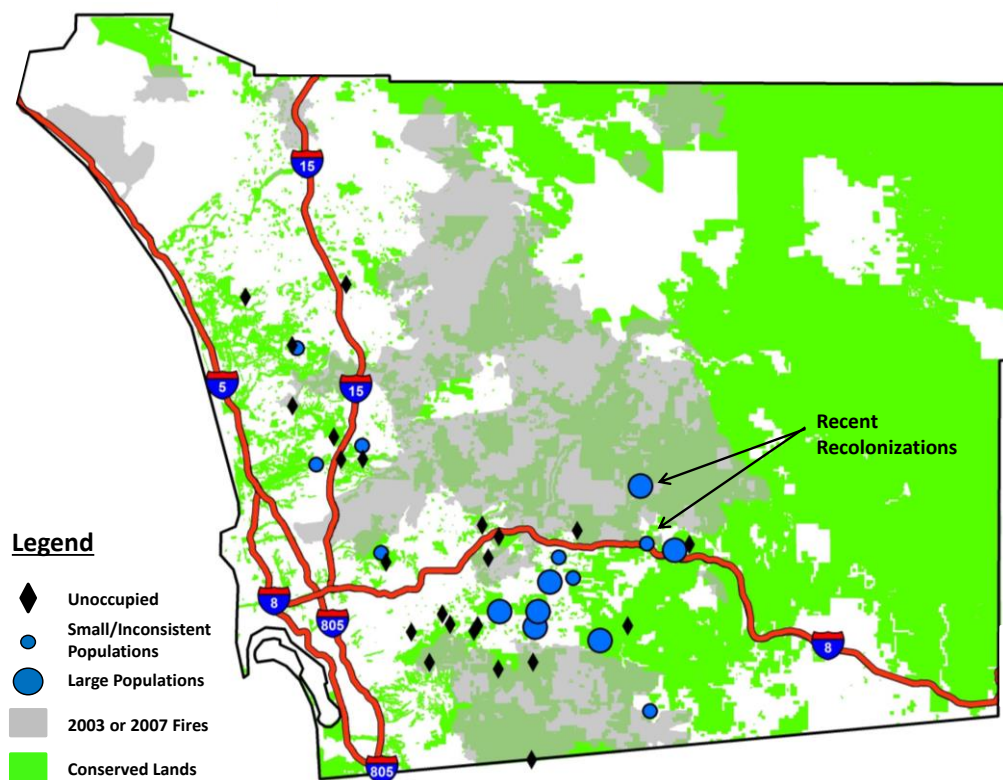 15
5
15
Recent
Recolonizations
Legend
Unoccupied
Small/Inconsistent
Populations
Large Populations
2003 or 2007 Fires
Conserved Lands
8
805
8
805